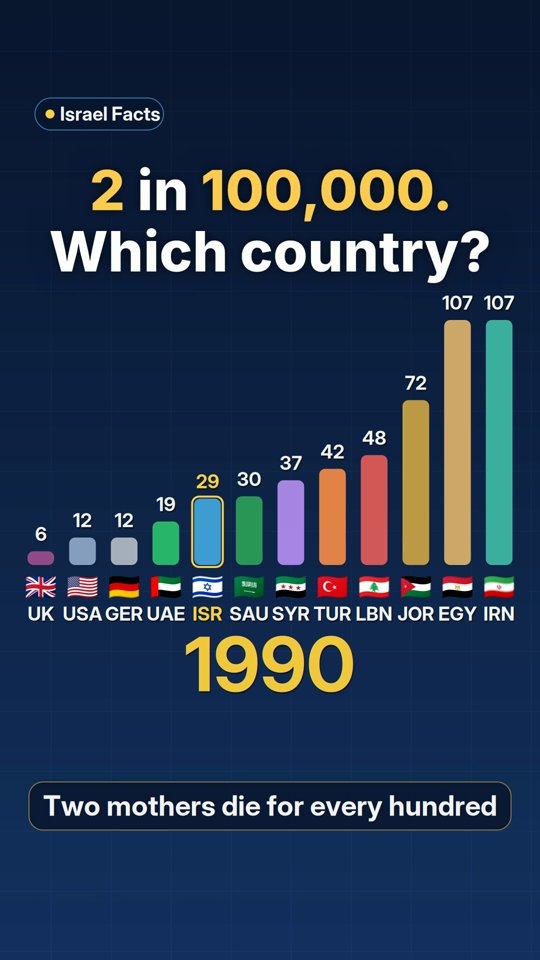 Israel Facts
2 in 100,000.
Which country?
107 107
72
48
42
37
30
29
19
12 12
6
UK USA GER UAE ISR SAU SYR TUR LBN JOR EGY IRN
1990
Two mothers die for every hundred